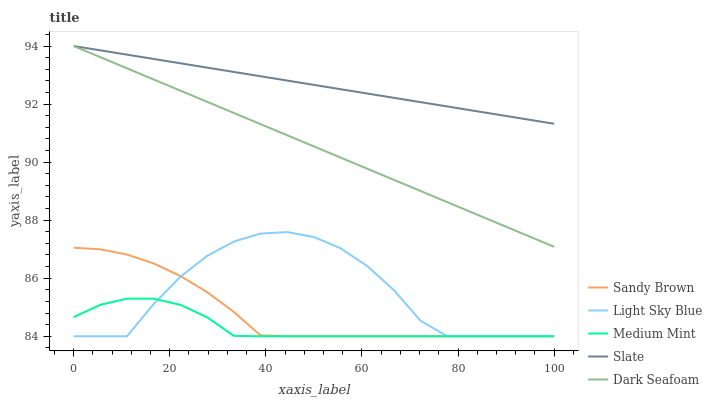 title
yaxis_label
94
92
90
88
86
84
0
20
40
60
80
100
xaxis_label
Sandy Brown
Light Sky Blue
Medium Mint
Slate
Dark Seafoam